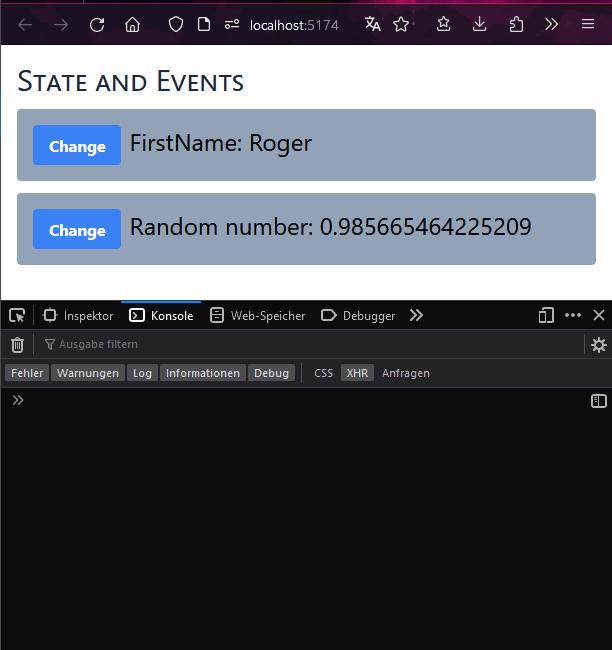 localhost:5174
State and Events
Change FirstName: Roger
Change Random number: 0.985665464225209
Inspektor Konsole Web-Speicher Debugger
Ausgabe filtern
Fehler Warnungen Log Informationen Debug CSS XHR Anfragen